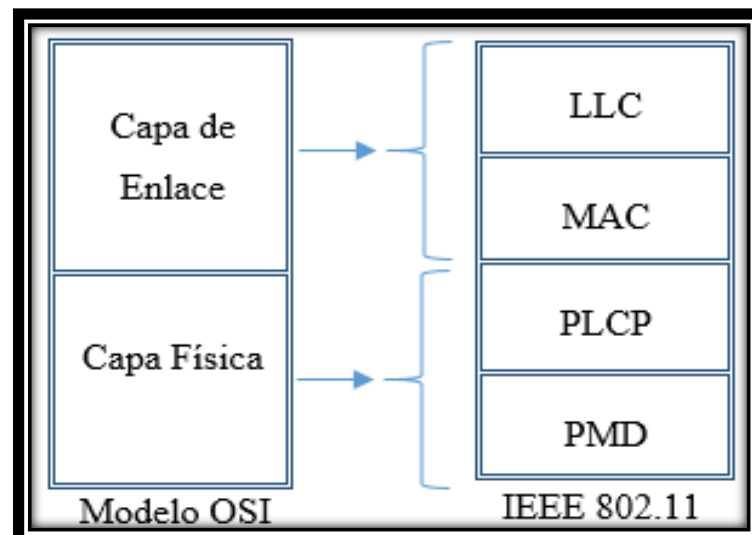 Capa de
Enlace
Capa Física
Modelo OSI
LLC
MAC
PLCP
PMD
IEEE 802.11